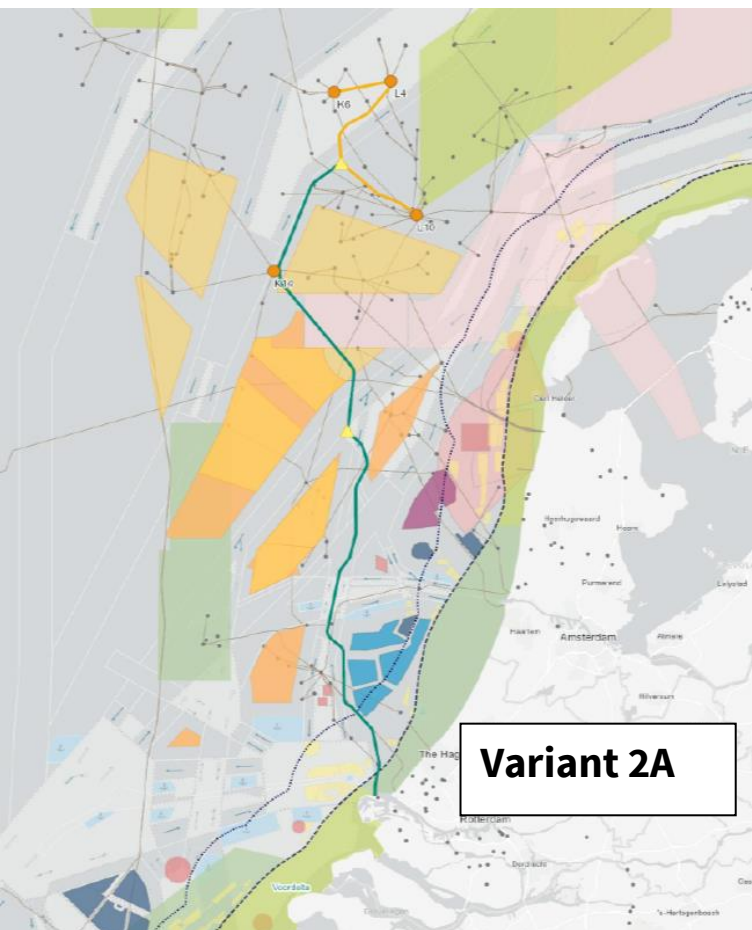 L4
K6
L10
K14
Den Helder
Heerhugowaard
Hoorn
Purmerend
Lelystad
Haarlem
Amsterdam
Almere
Hilversum
The Hag
Variant 2A
Rotterdam
Dordrecht
Voordelta
's-Hertogenbosch